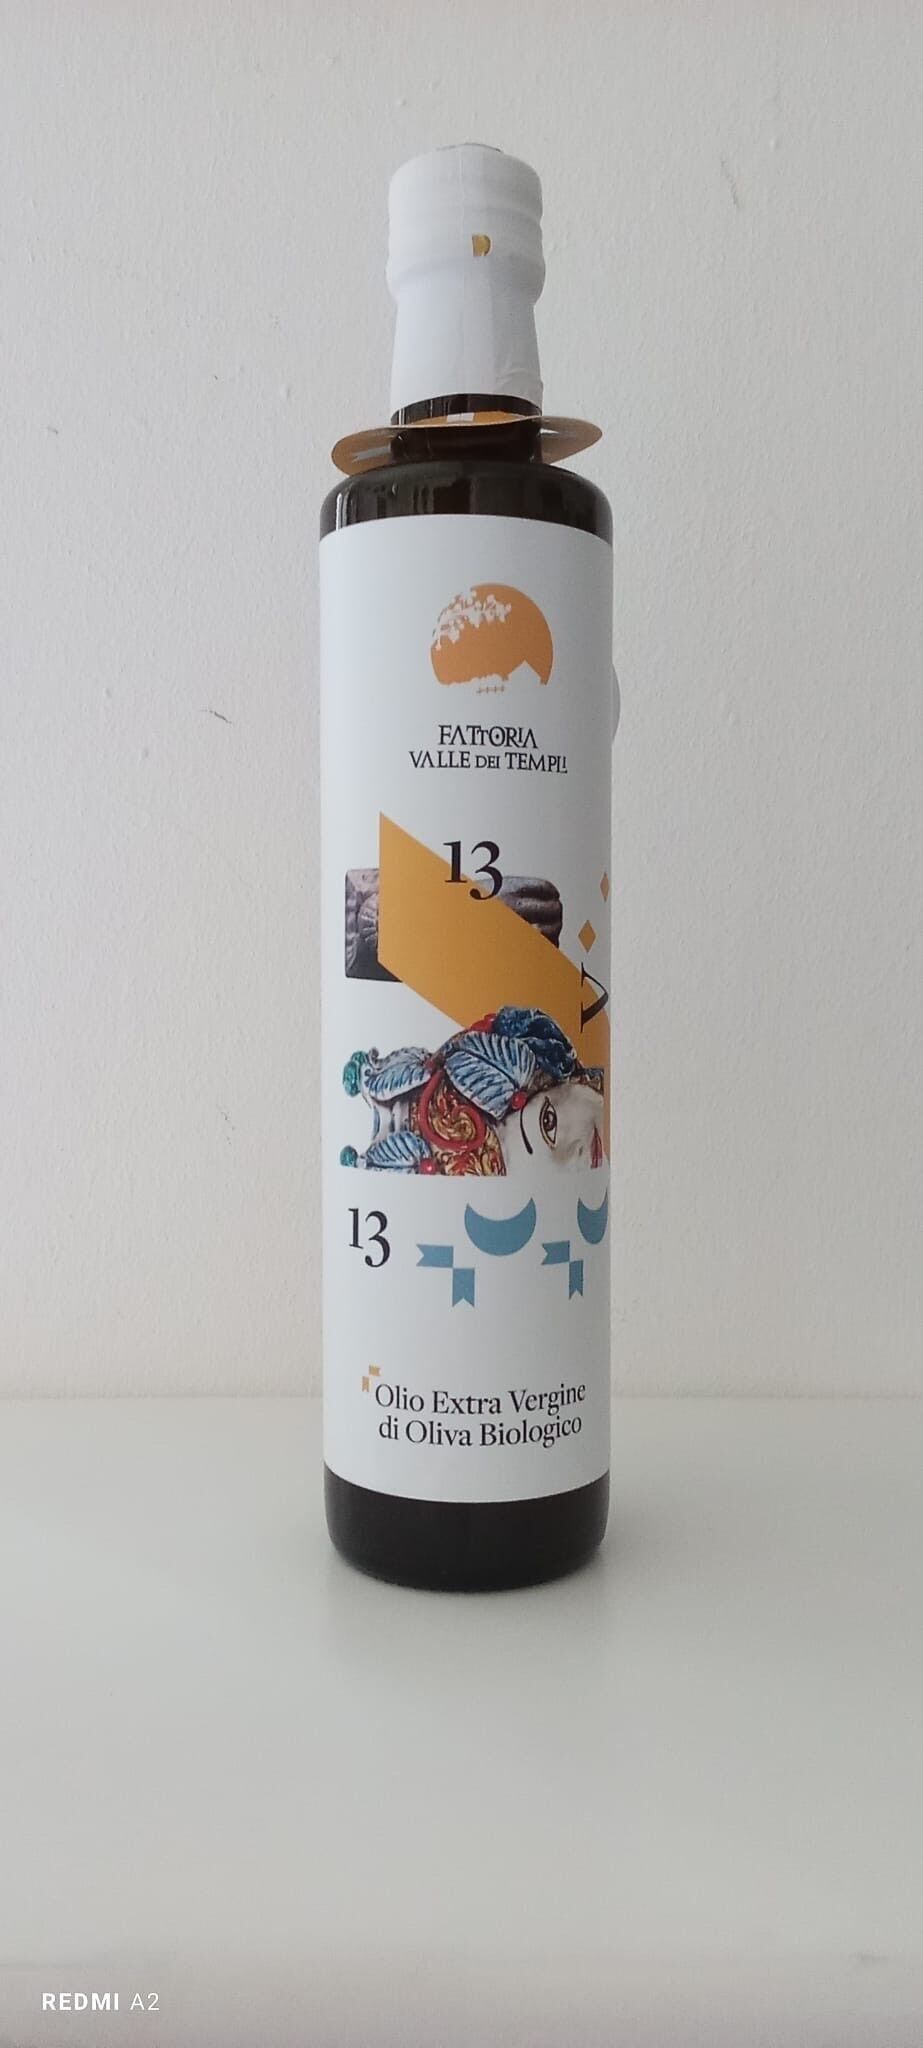 FATTORIA
VALLE DEI TEMPLI
13
V
13
Olio Extra Vergine
di Oliva Biologico
REDMI A2